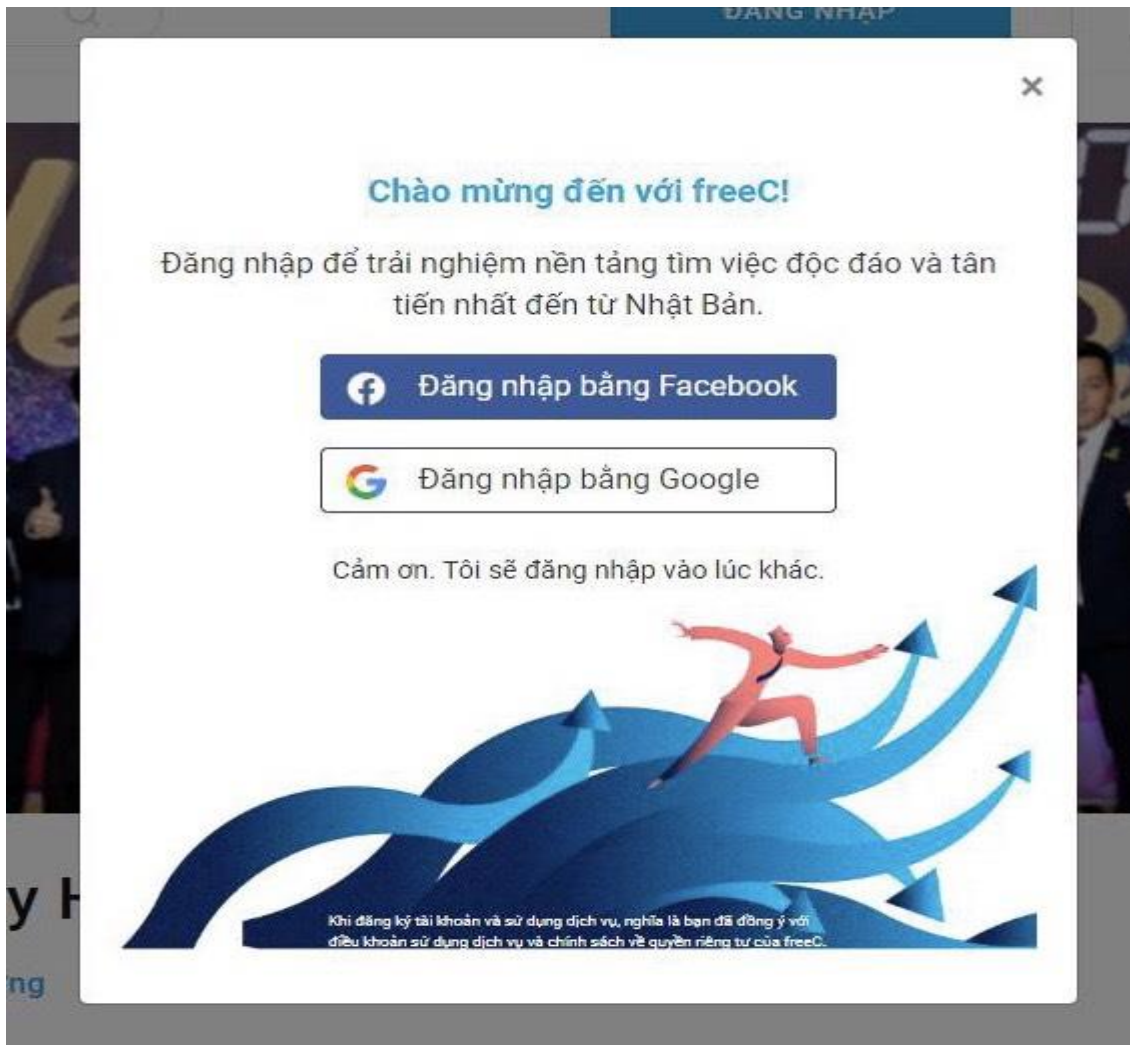 ĐĂNG NHẬP
×
Chào mừng đến với freeC!
Đăng nhập để trải nghiệm nền tảng tìm việc độc đáo và tân
tiến nhất đến từ Nhật Bản.
Đăng nhập bằng Facebook
Đăng nhập bằng Google
Cảm ơn. Tôi sẽ đăng nhập vào lúc khác.
Khi đăng ký tài khoản và sử dụng dịch vụ, nghĩa là bạn đã đồng ý với
điều khoản sử dụng dịch vụ và chính sách về quyền riêng tư của freeC.